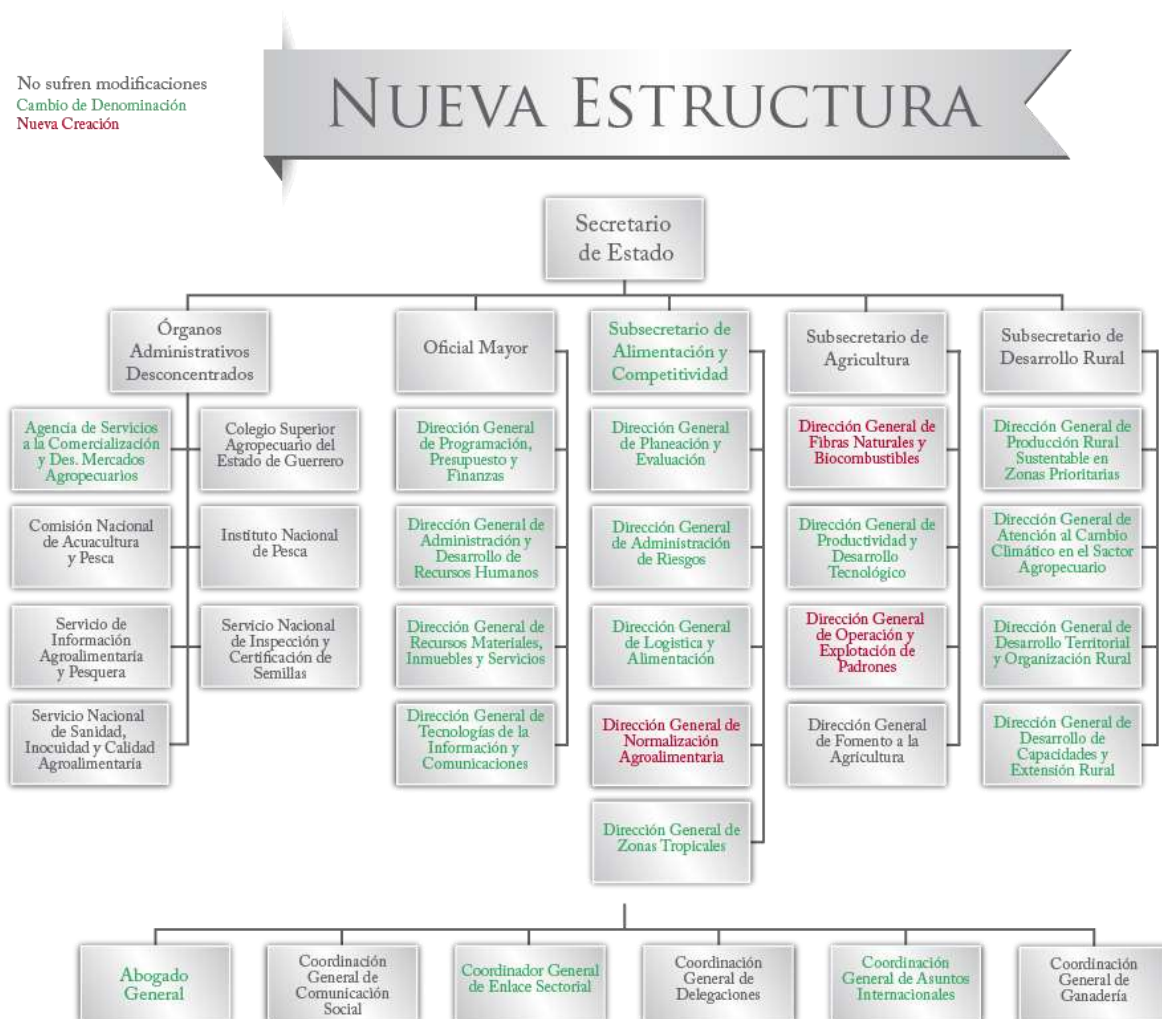 No sufren modificaciones
Cambio de Denominación
Nueva Creación
NUEVA ESTRUCTURA
Secretario
de Estado
Órganos
Administrativos
Desconcentrados
Oficial Mayor
Subsecretario de
Alimentación y
Competitividad
Subsecretario de
Agricultura
Subsecretario de
Desarrollo Rural
Agencia de Servicios
a la Comercialización
y Des. Mercados
Agropecuarios
Colegio Superior
Agropecuario del
Estado de Guerrero
Dirección General
de Programación,
Presupuesto y
Finanzas
Dirección General
de Planeación y
Evaluación
Dirección General de
Fibras Naturales y
Biocombustibles
Dirección General de
Producción Rural
Sustentable en
Zonas Prioritarias
Comisión Nacional
de Acuacultura
y Pesca
Instituto Nacional
de Pesca
Dirección General de
Administración y
Desarrollo de
Recursos Humanos
Dirección General
de Administración
de Riesgos
Dirección General de
Productividad y
Desarrollo
Tecnológico
Dirección General de
Atención al Cambio
Climático en el Sactor
Agropecuario
Servicio de
Información
Agroalimentaria
y Pesquera
Servicio Nacional
de Inspección y
Certificación de
Semillas
Dirección General de
Recursos Materiales,
Inmuebles y Servicios
Dirección General
de Logistica y
Alimentación
Dirección General
de Operación y
Explotación de
Padrones
Dirección General de
Desarrollo Territorial
y Organización Rural
Servicio Nacional
de Sanidad,
Inocuidad y Calidad
Agroalimentaria
Dirección General de
Tecnologías de la
Información y
Comunicaciones
Dirección General de
Normalización
Agroalimentaria
Dirección General
de Fomento a la
Agricultura
Dirección General de
Desarrollo de
Capacidades y
Extensión Rural
Dirección General de
Zonas Tropicales
Abogado
General
Coordinación
General de
Comunicación
Social
Coordinador General
de Enlace Sectorial
Coordinación
General de
Delegaciones
Coordinación
General de Asuntos
Internacionales
Coordinación
General de
Ganadería